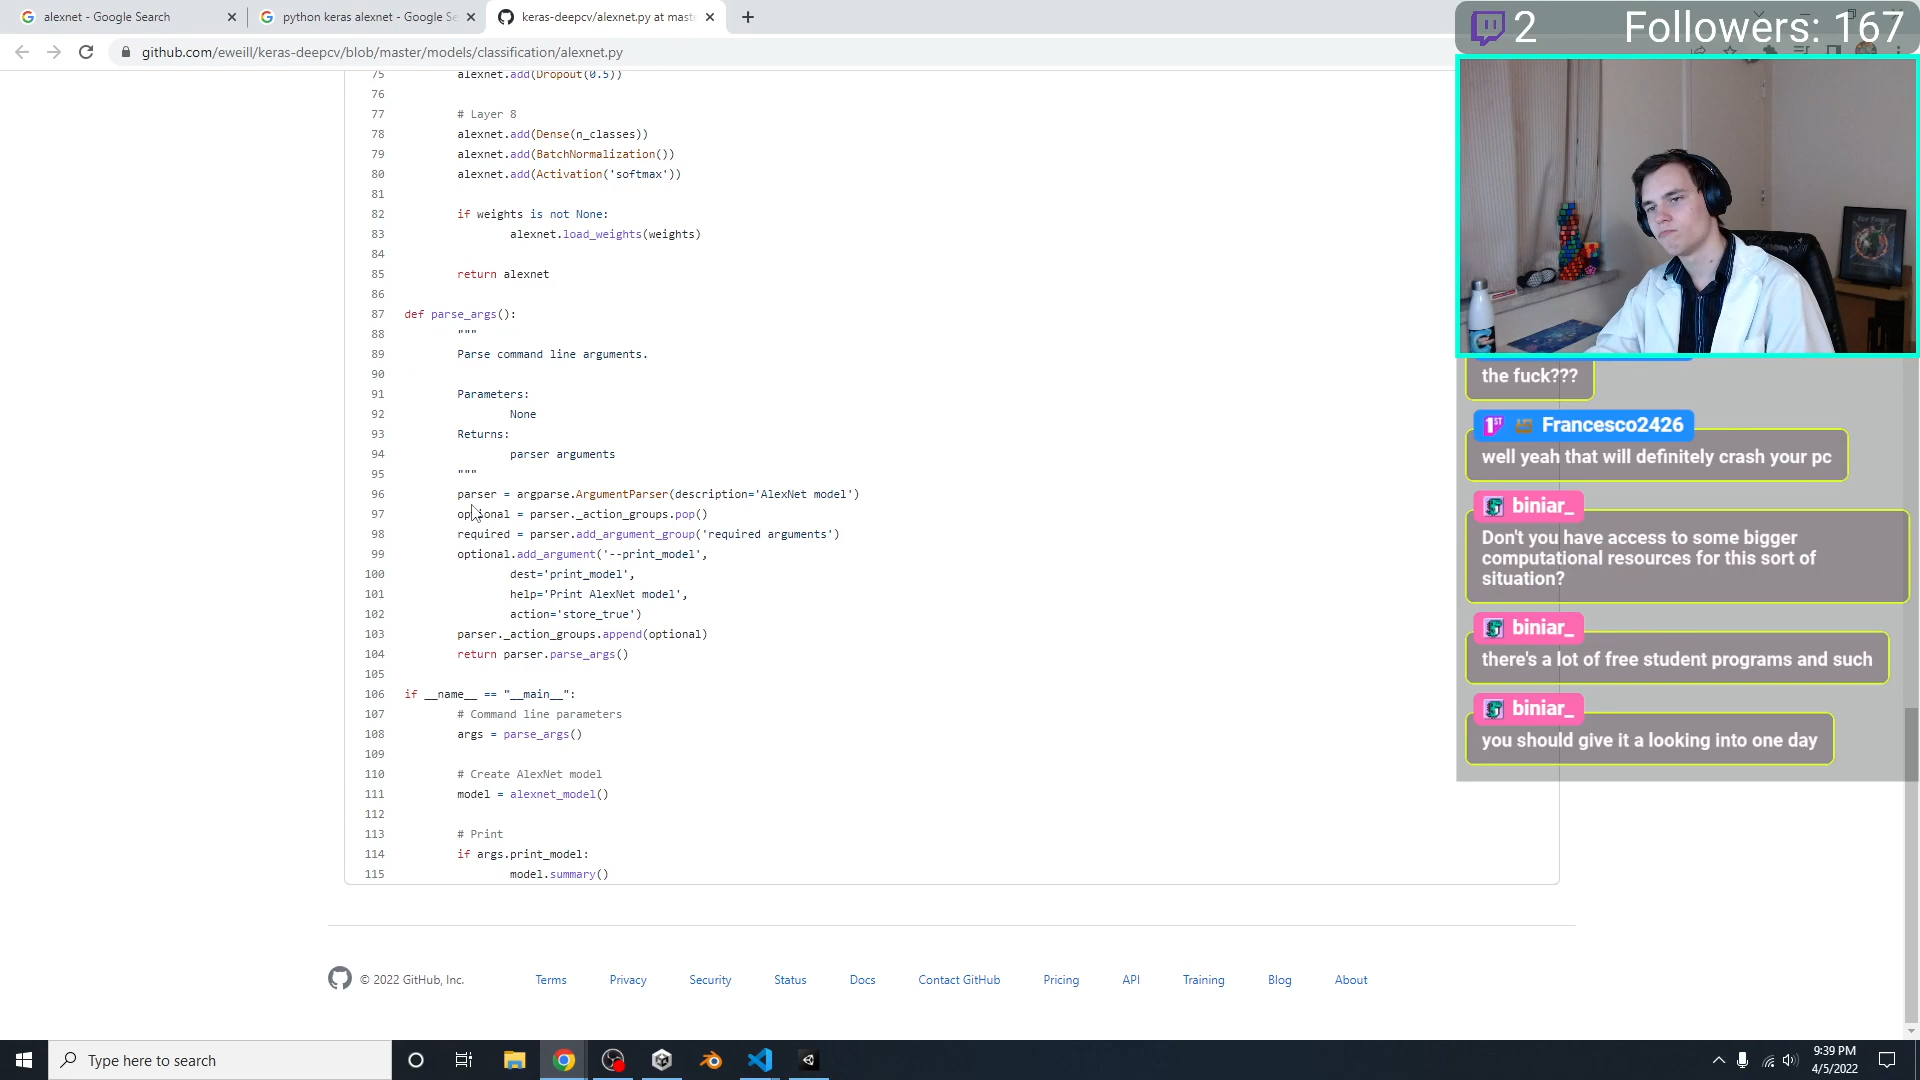 alexnet - Google Search
python keras alexnet - Google Se
keras-deepcv/alexnet.py at mast
2
Followers: 167
github.com/eweill/keras-deepcv/blob/master/models/classification/alexnet.py
75 alexnet.add(Dropout(0.5))
76
77 # Layer 8
78 alexnet.add(Dense(n_classes))
79 alexnet.add(BatchNormalization())
80 alexnet.add(Activation('softmax'))
81
82 if weights is not None:
83 alexnet.load_weights(weights)
84
85 return alexnet
86
87 def parse_args():
88 """
89 Parse command line arguments.
90
91 Parameters:
92 None
93 Returns:
94 parser arguments
95 """
96 parser = argparse.ArgumentParser(description='AlexNet model')
97 optional = parser._action_groups.pop()
98 required = parser.add_argument_group('required arguments')
99 optional.add_argument('--print_model',
100 dest='print_model',
101 help='Print AlexNet model',
102 action='store_true')
103 parser._action_groups.append(optional)
104 return parser.parse_args()
105
106 if __name__ == "__main__":
107 # Command line parameters
108 args = parse_args()
109
110 # Create AlexNet model
111 model = alexnet_model()
112
113 # Print
114 if args.print_model:
115 model.summary()
the fuck???
1ST Francesco2426
well yeah that will definitely crash your pc
biniar_
Don't you have access to some bigger
computational resources for this sort of
situation?
biniar_
there's a lot of free student programs and such
biniar_
you should give it a looking into one day
© 2022 GitHub, Inc.
Terms
Privacy
Security
Status
Docs
Contact GitHub
Pricing
API
Training
Blog
About
Type here to search
9:39 PM
4/5/2022